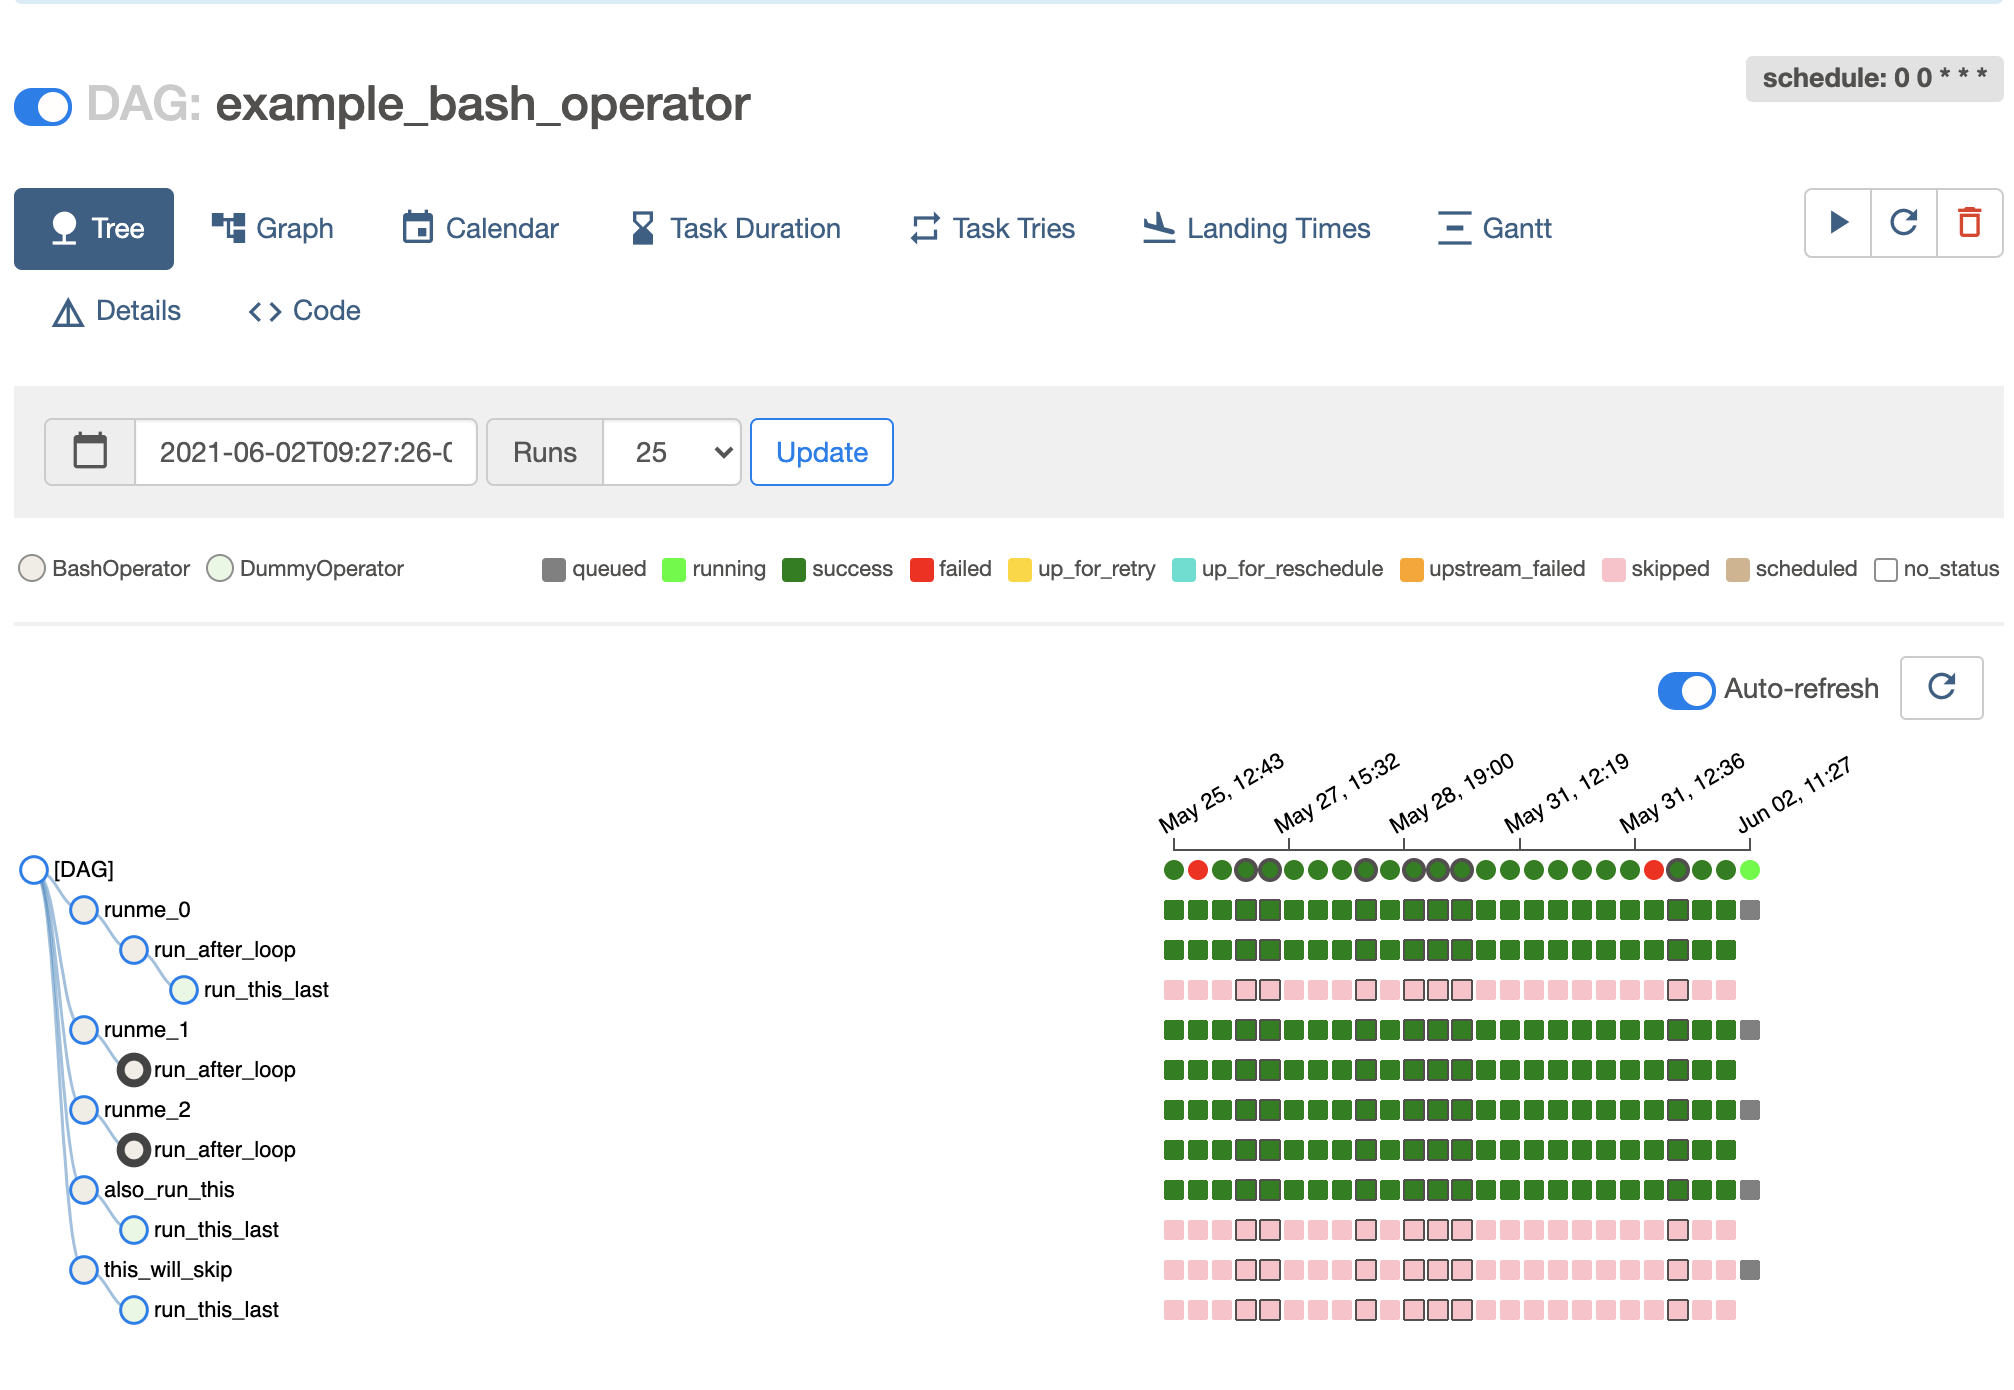 schedule: 0 0 * * *
DAG: example_bash_operator
Tree Graph Calendar Task Duration Task Tries Landing Times Gantt
Details Code
2021-06-02T09:27:26-0 Runs 25 Update
BashOperator DummyOperator queued running success failed up_for_retry up_for_reschedule upstream_failed skipped scheduled no_status
Auto-refresh
May 25, 12:43 May 27, 15:32 May 28, 19:00 May 31, 12:19 May 31, 12:36 Jun 02, 11:27
[DAG]
runme_0
run_after_loop
run_this_last
runme_1
run_after_loop
runme_2
run_after_loop
also_run_this
run_this_last
this_will_skip
run_this_last